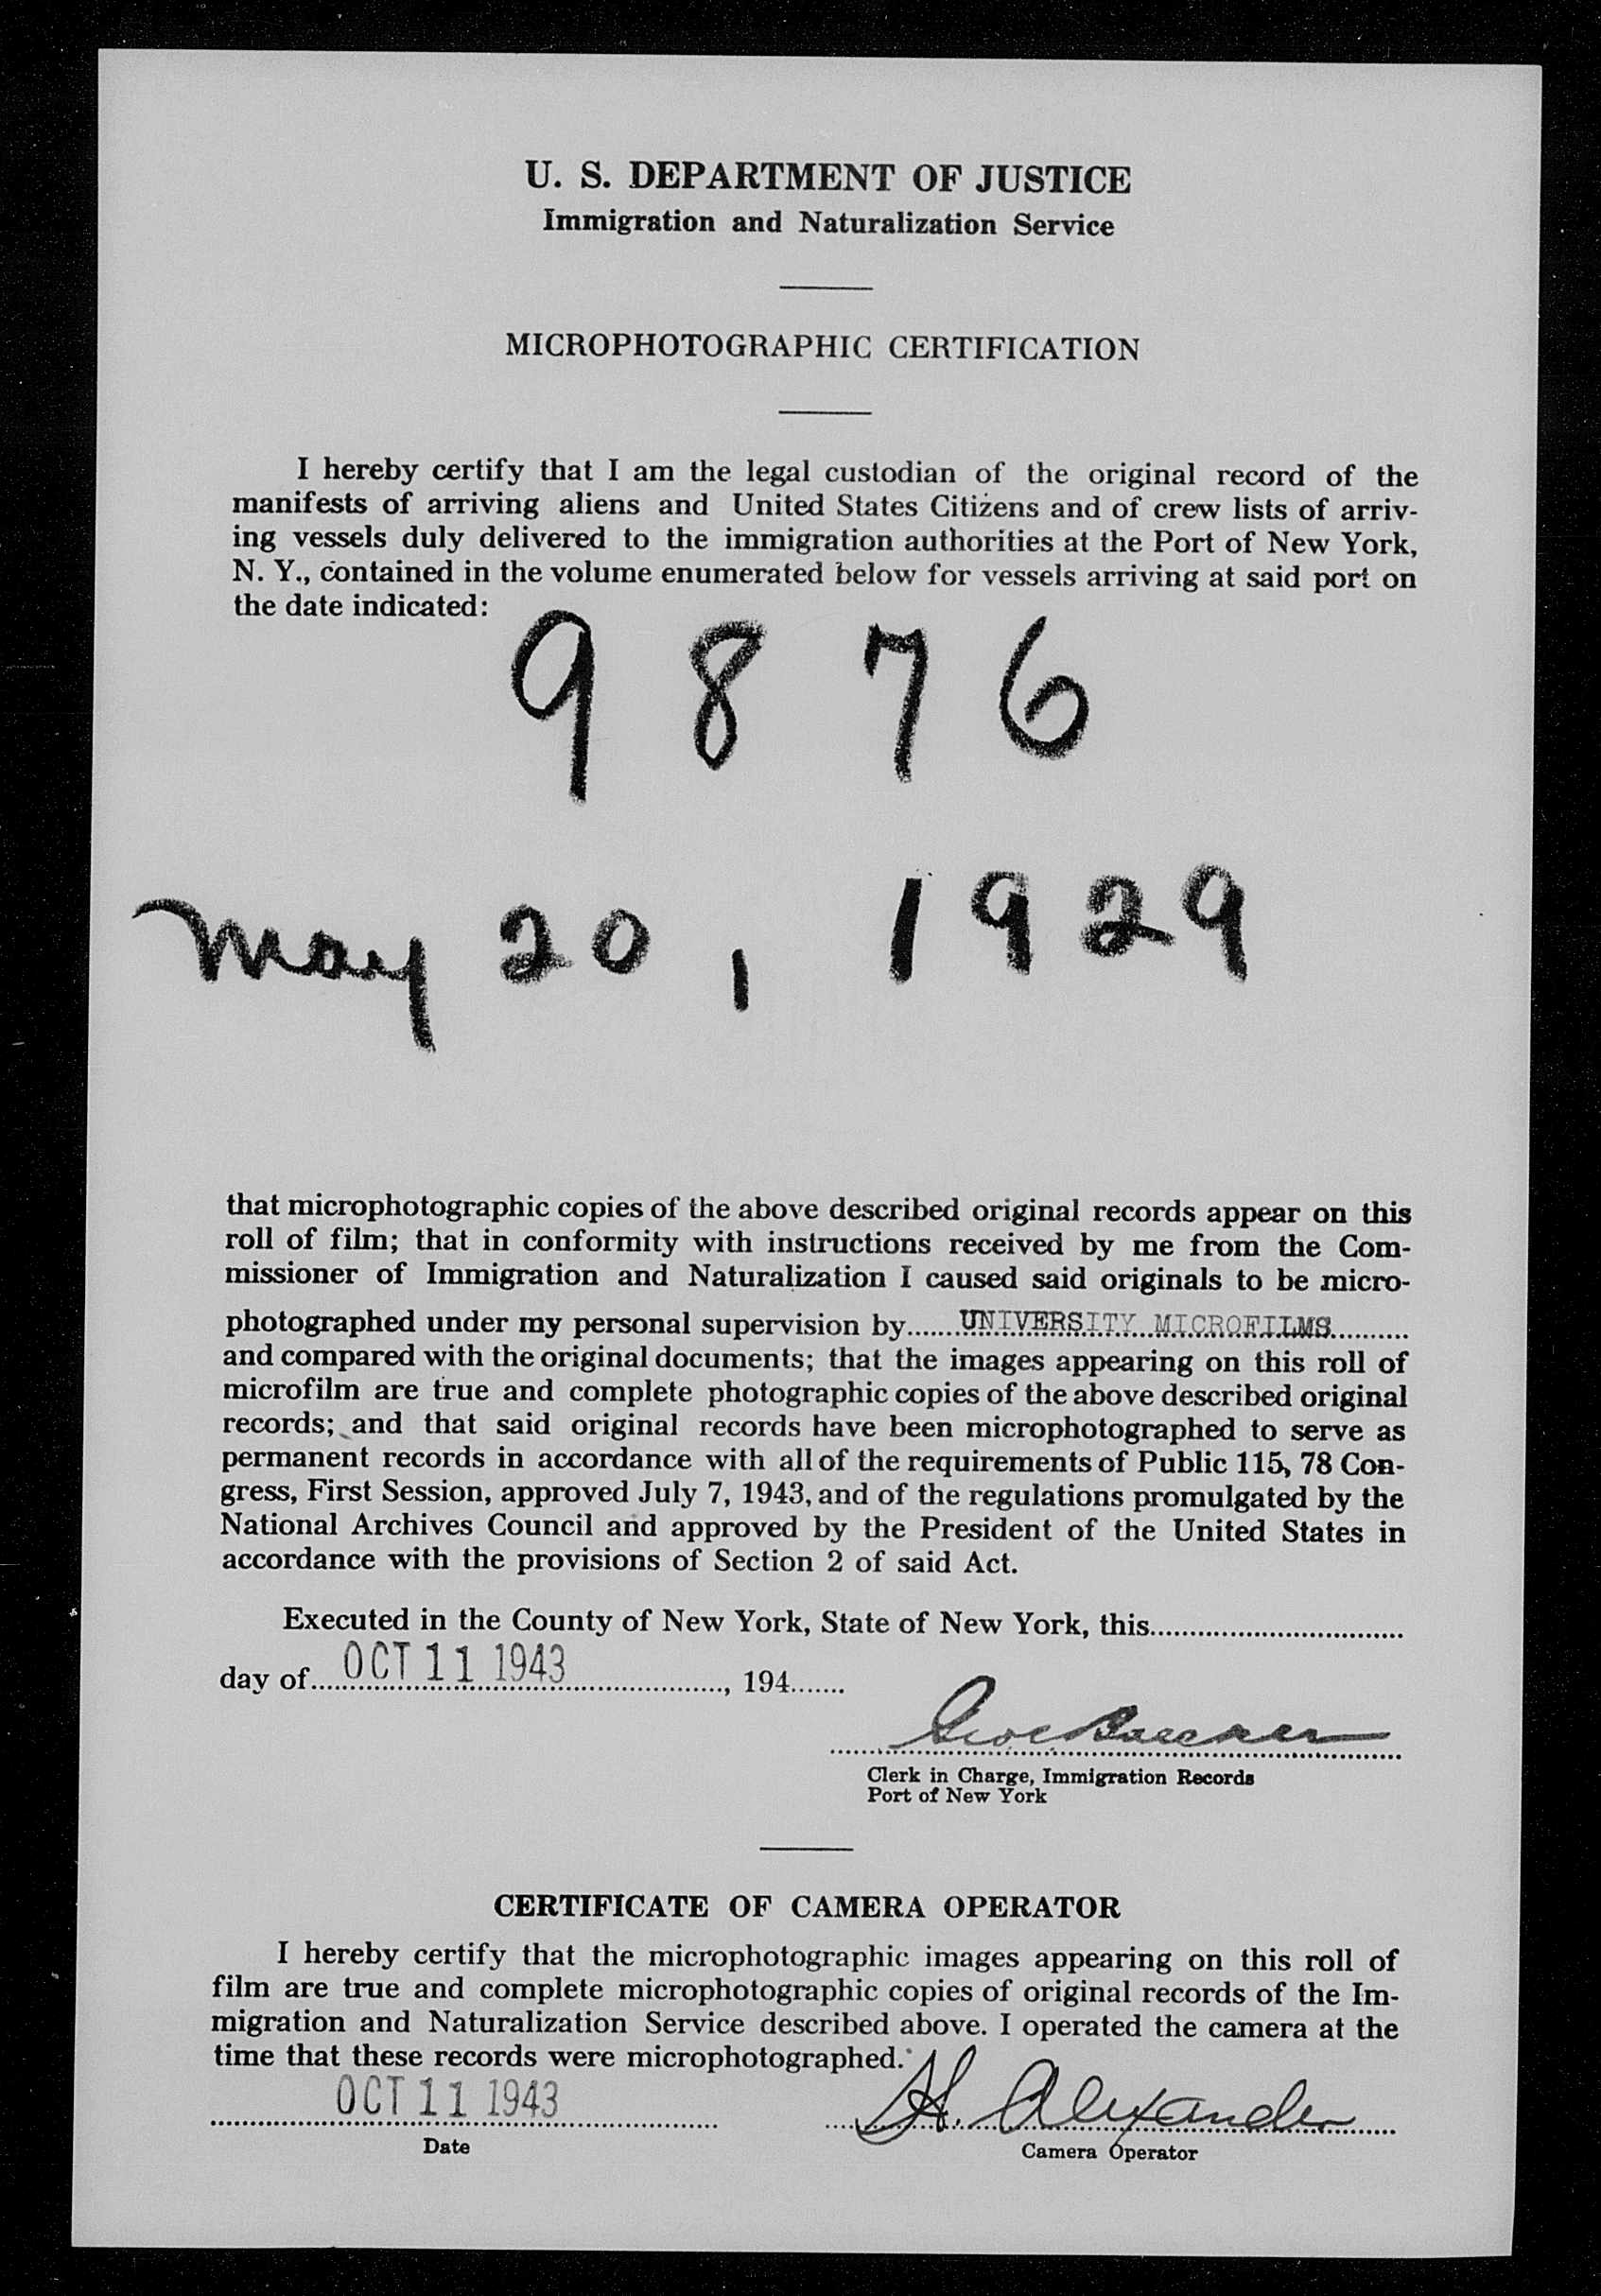 U. S. DEPARTMENT OF JUSTICE
Immigration and Naturalization Service
MICROPHOTOGRAPHIC CERTIFICATION
I hereby certify that I am the legal custodian of the original record of the
manifests of arriving aliens and United States Citizens and of crew lists of arriv-
ing vessels duly delivered to the immigration authorities at the Port of New York,
N. Y., contained in the volume enumerated below for vessels arriving at said port on
the date indicated:
9876
May 20, 1929
that microphotographic copies of the above described original records appear on this
roll of film; that in conformity with instructions received by me from the Com-
missioner of Immigration and Naturalization I caused said originals to be micro-
photographed under my personal supervision by......UNIVERSITY MICROFILMS..........
and compared with the original documents; that the images appearing on this roll of
microfilm are true and complete photographic copies of the above described original
records; and that said original records have been microphotographed to serve as
permanent records in accordance with all of the requirements of Public 115, 78 Con-
gress, First Session, approved July 7, 1943, and of the regulations promulgated by the
National Archives Council and approved by the President of the United States in
accordance with the provisions of Section 2 of said Act.
Executed in the County of New York, State of New York, this................................
day of....OCT 11 1943...................., 194.......
Clerk in Charge, Immigration Records
Port of New York
CERTIFICATE OF CAMERA OPERATOR
I hereby certify that the microphotographic images appearing on this roll of
film are true and complete microphotographic copies of original records of the Im-
migration and Naturalization Service described above. I operated the camera at the
time that these records were microphotographed.
OCT 11 1943 H. Alexander
Date Camera Operator